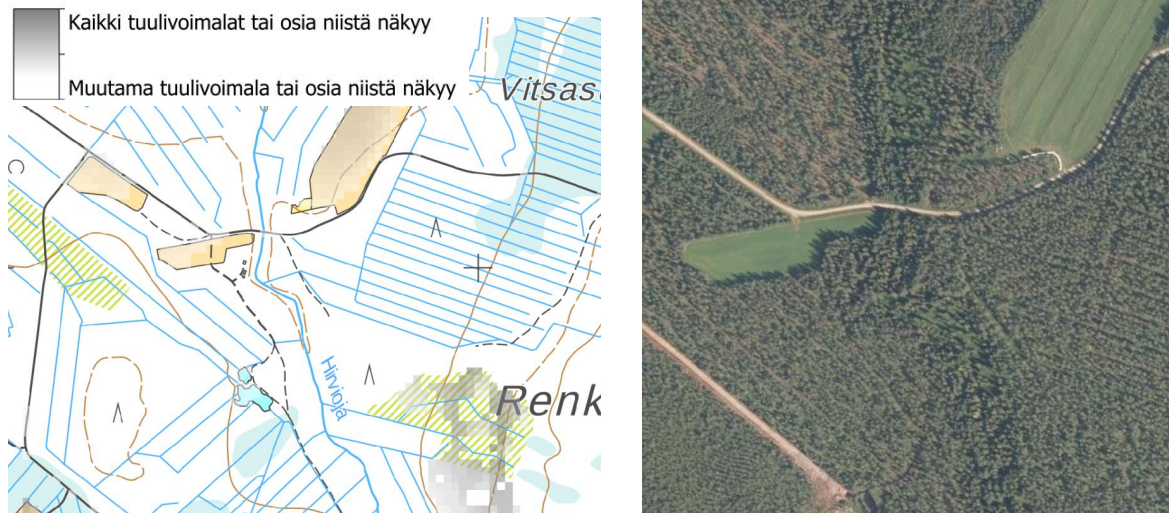 Kaikki tuulivoimalat tai osia niistä näkyy
Muutama tuulivoimala tai osia niistä näkyy
Vitsas
Hirvioja
Renk